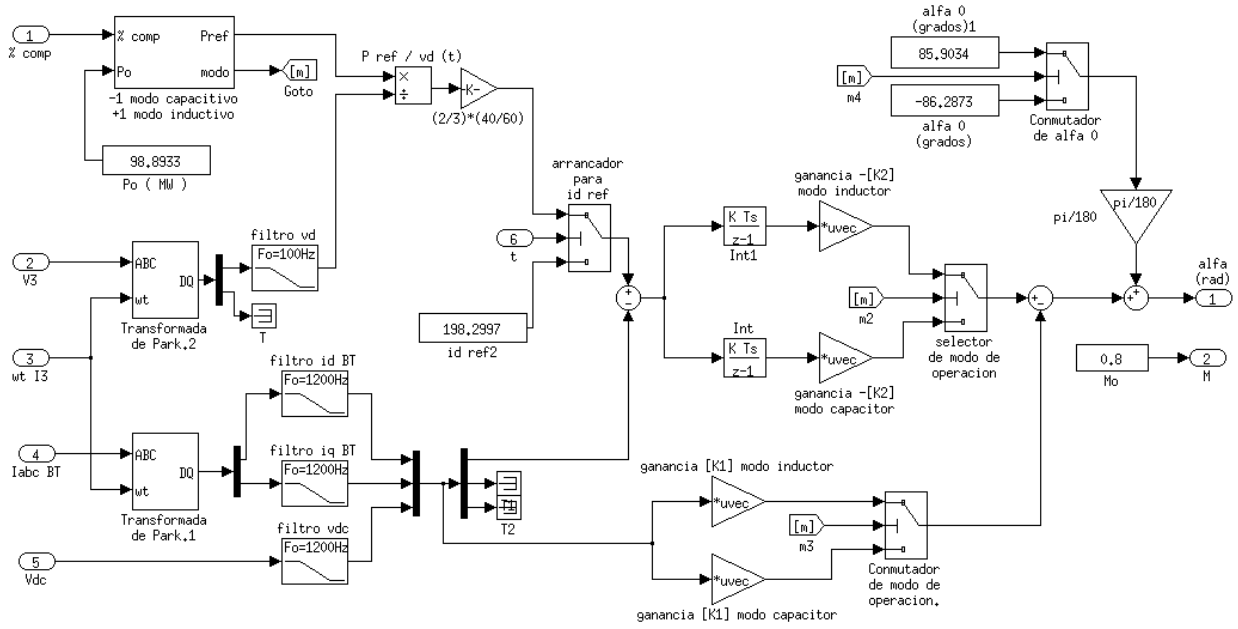 1
% comp
% comp
Pref
Po
modo
-1 modo capacitivo
+1 modo inductivo
[m]
Goto
98.8933
Po ( MW )
P ref / vd (t)
×
÷
-K-
(2/3)*(40/60)
arrancador
para
id ref
6
t
198.2997
id ref2
alfa 0
(grados)1
85.9034
[m]
m4
-86.2873
alfa 0
(grados)
Conmutador
de alfa 0
pi/180
pi/180
2
V3
ABC
DQ
wt
Transformada
de Park.2
filtro vd
Fo=100Hz
T
3
wt I3
4
Iabc BT
ABC
DQ
wt
Transformada
de Park.1
filtro id BT
Fo=1200Hz
filtro iq BT
Fo=1200Hz
filtro vdc
Fo=1200Hz
5
Vdc
T1
T2
+
-
K Ts
z-1
Int1
Int
K Ts
z-1
ganancia -[K2]
modo inductor
*uvec
*uvec
ganancia -[K2]
modo capacitor
[m]
m2
selector
de modo de
operacion
+
-
+
+
alfa
(rad)
1
0.8
Mo
2
M
ganancia [K1] modo inductor
*uvec
[m]
m3
*uvec
ganancia [K1] modo capacitor
Conmutador
de modo de
operacion.